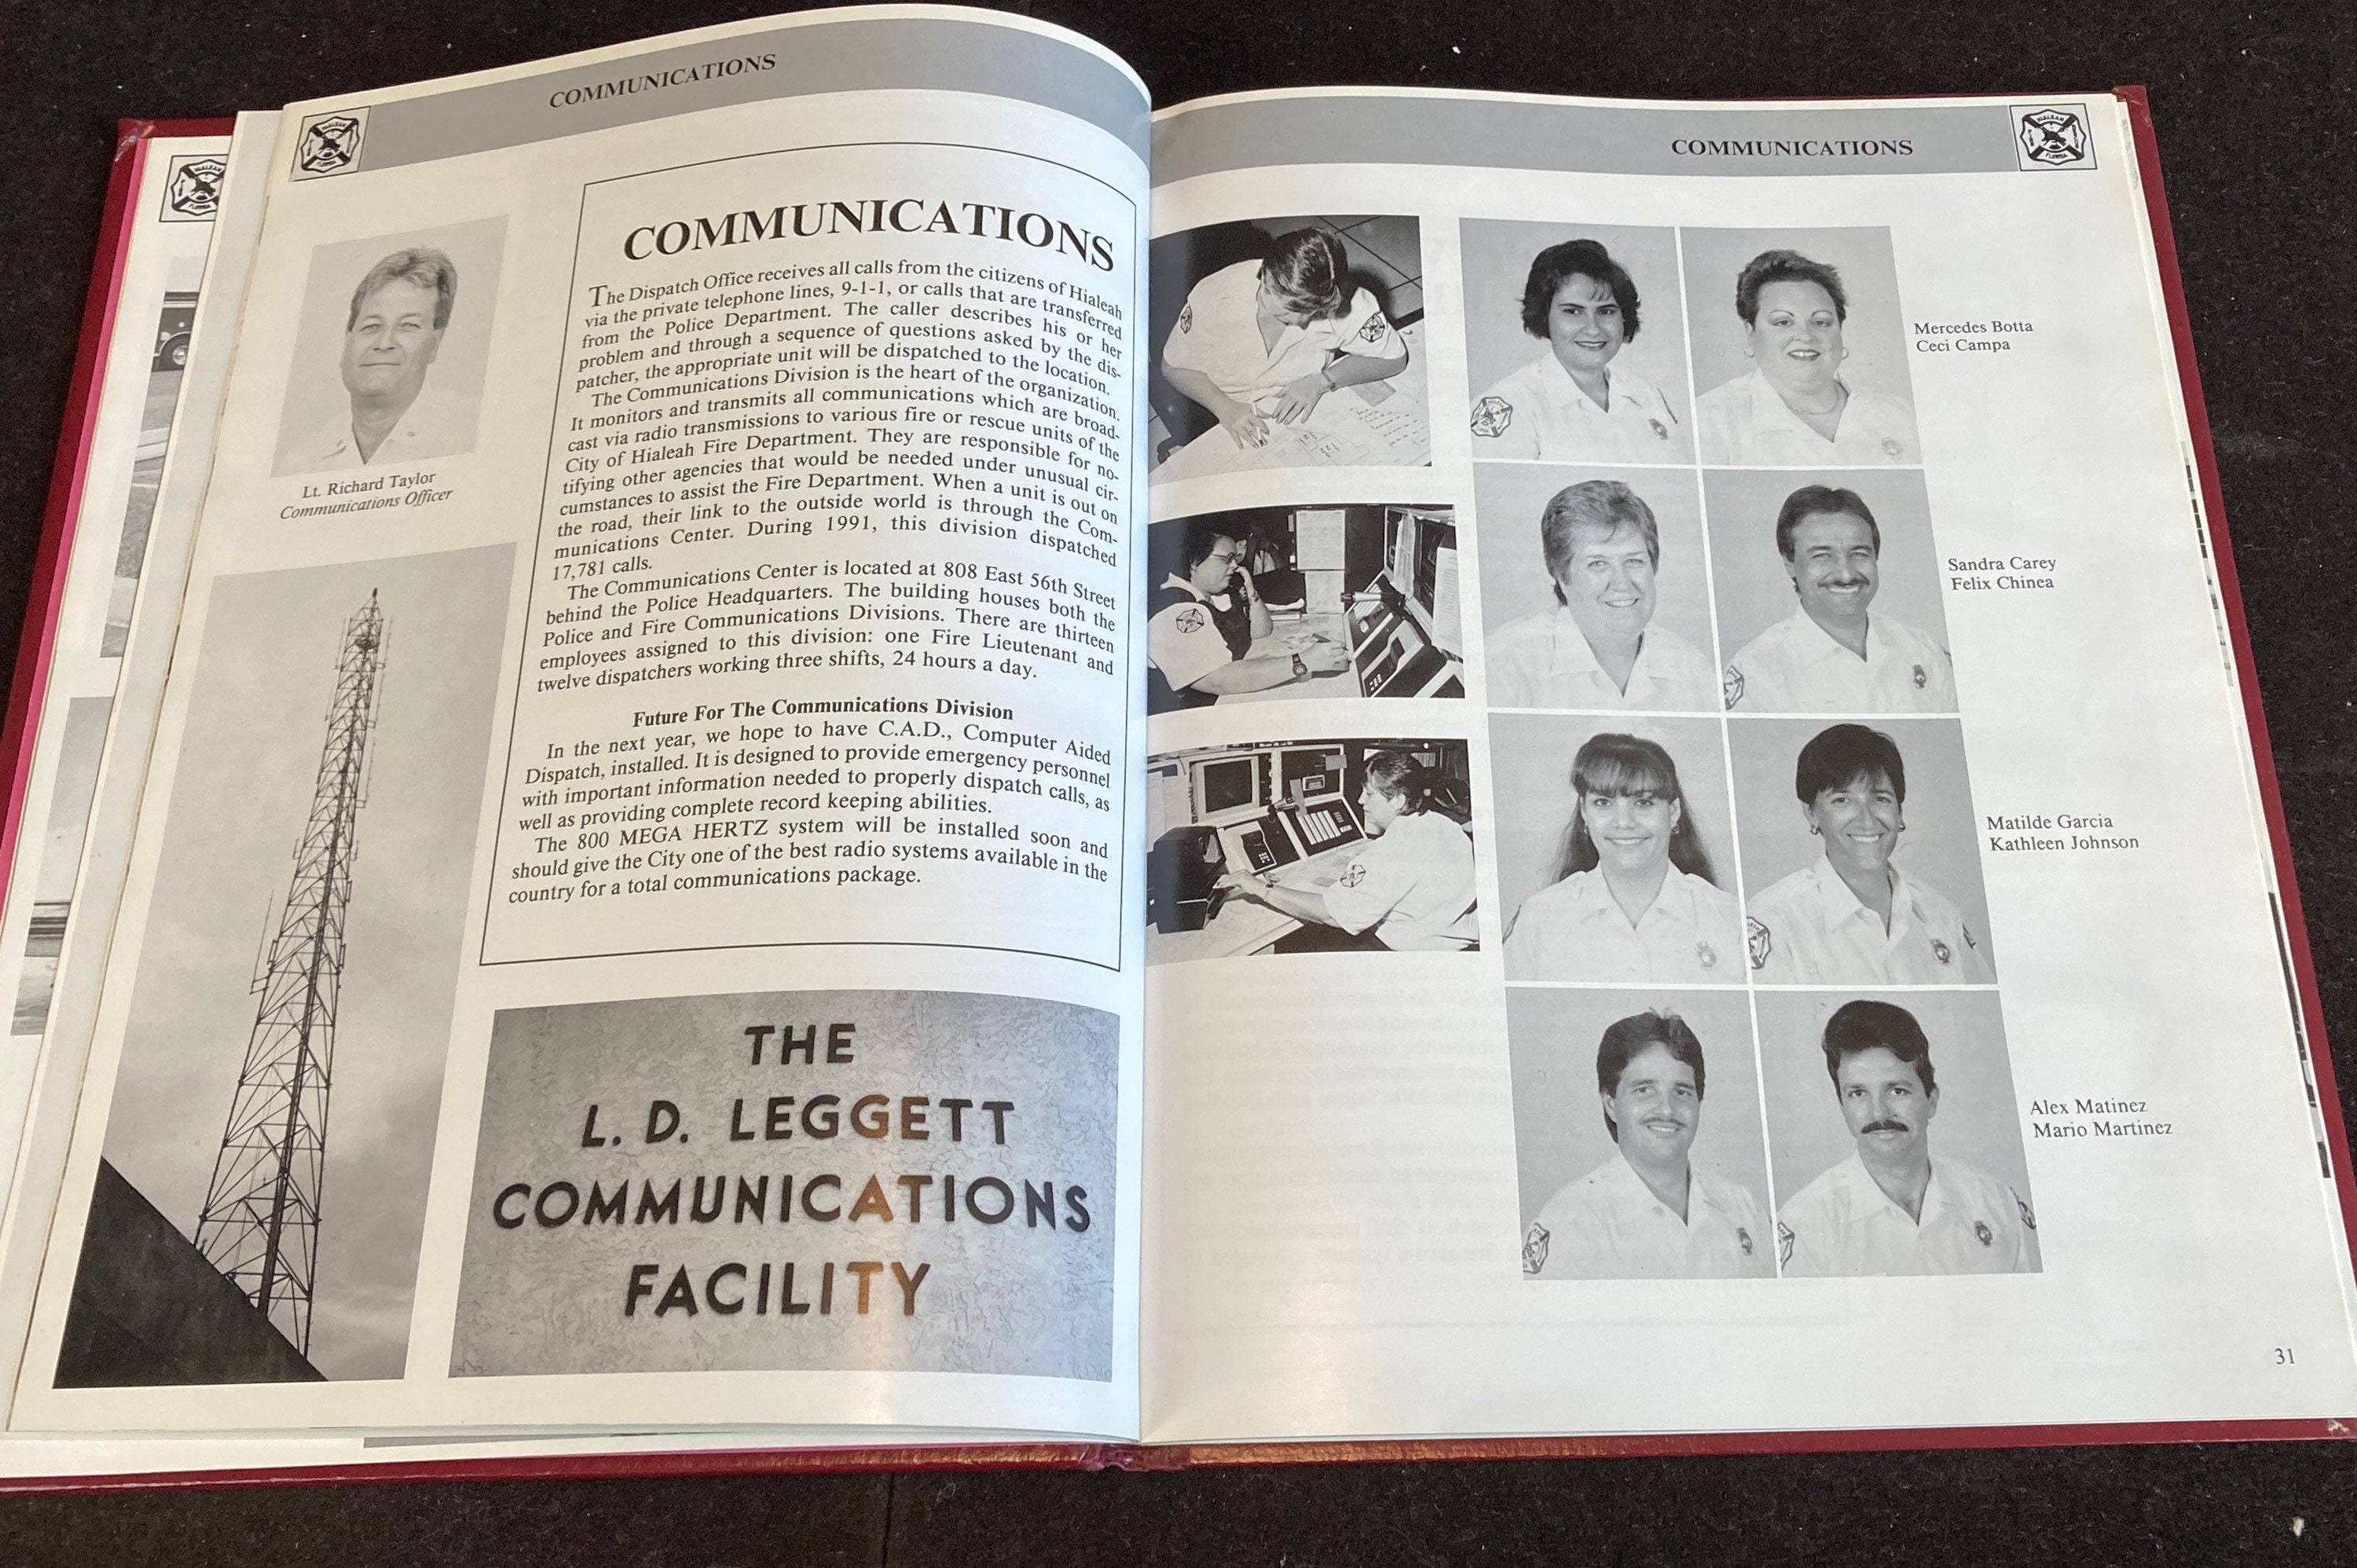 COMMUNICATIONS
HIALEAH
FLORIDA
Lt. Richard Taylor
Communications Officer
COMMUNICATIONS
The Dispatch Office receives all calls from the citizens of Hialeah
via the private telephone lines, 9-1-1, or calls that are transferred
from the Police Department. The caller describes his or her
problem and through a sequence of questions asked by the dis-
patcher, the appropriate unit will be dispatched to the location.
The Communications Division is the heart of the organization.
It monitors and transmits all communications which are broad-
cast via radio transmissions to various fire or rescue units of the
City of Hialeah Fire Department. They are responsible for no-
tifying other agencies that would be needed under unusual cir-
cumstances to assist the Fire Department. When a unit is out on
the road, their link to the outside world is through the Com-
munications Center. During 1991, this division dispatched
17,781 calls.
The Communications Center is located at 808 East 56th Street
behind the Police Headquarters. The building houses both the
Police and Fire Communications Divisions. There are thirteen
employees assigned to this division: one Fire Lieutenant and
twelve dispatchers working three shifts, 24 hours a day.
Future For The Communications Division
In the next year, we hope to have C.A.D., Computer Aided
Dispatch, installed. It is designed to provide emergency personnel
with important information needed to properly dispatch calls, as
well as providing complete record keeping abilities.
The 800 MEGA HERTZ system will be installed soon and
should give the City one of the best radio systems available in the
country for a total communications package.
THE
L. D. LEGGETT
COMMUNICATIONS
FACILITY
COMMUNICATIONS
HIALEAH
FLORIDA
Mercedes Botta
Ceci Campa
Sandra Carey
Felix Chinea
Matilde Garcia
Kathleen Johnson
Alex Matinez
Mario Martinez
31